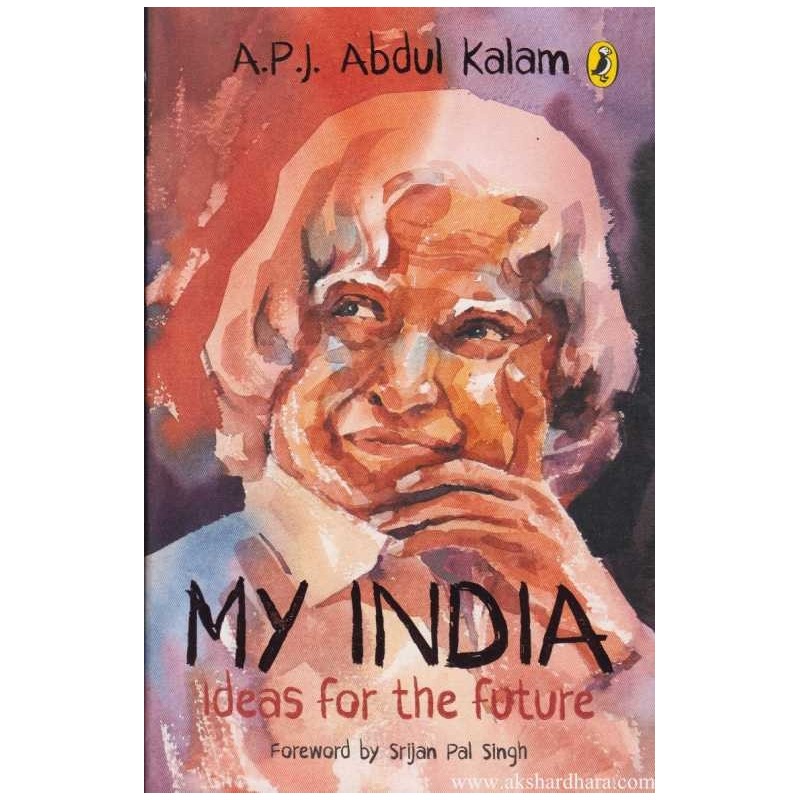 A.P.J. Abdul Kalam
MY INDIA
Ideas for the future
Foreword by Srijan Pal Singh
www.akshardhara.com